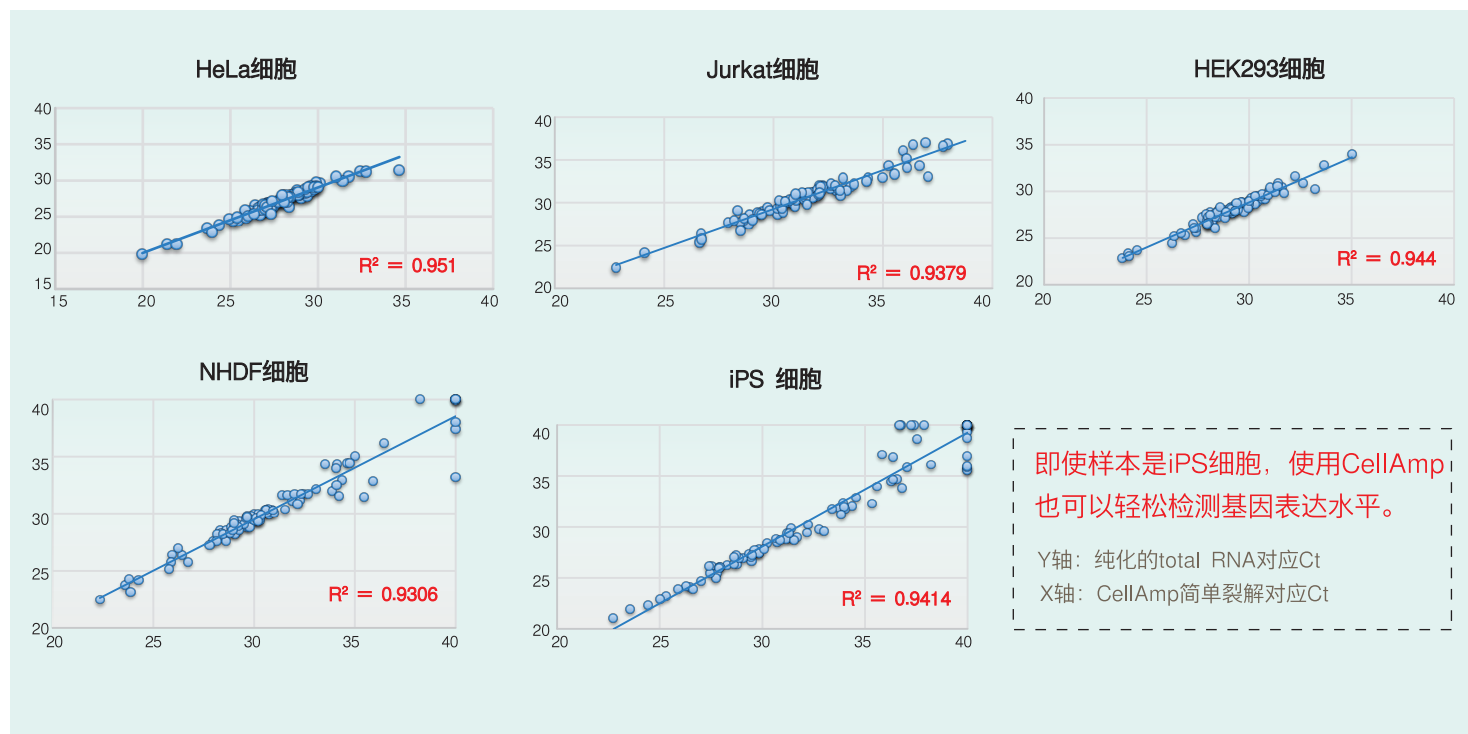 HeLa细胞
40
35
30
25
20
15
15 20 25 30 35 40
R² = 0.951
Jurkat细胞
40
35
30
25
20
20 25 30 35 40
R² = 0.9379
HEK293细胞
40
35
30
25
20
20 25 30 35 40
R² = 0.944
NHDF细胞
40
35
30
25
20
20 25 30 35 40
R² = 0.9306
iPS 细胞
40
35
30
25
20
20 25 30 35 40
R² = 0.9414
即使样本是iPS细胞，使用CellAmp
也可以轻松检测基因表达水平。
Y轴：纯化的total RNA对应Ct
X轴：CellAmp简单裂解对应Ct